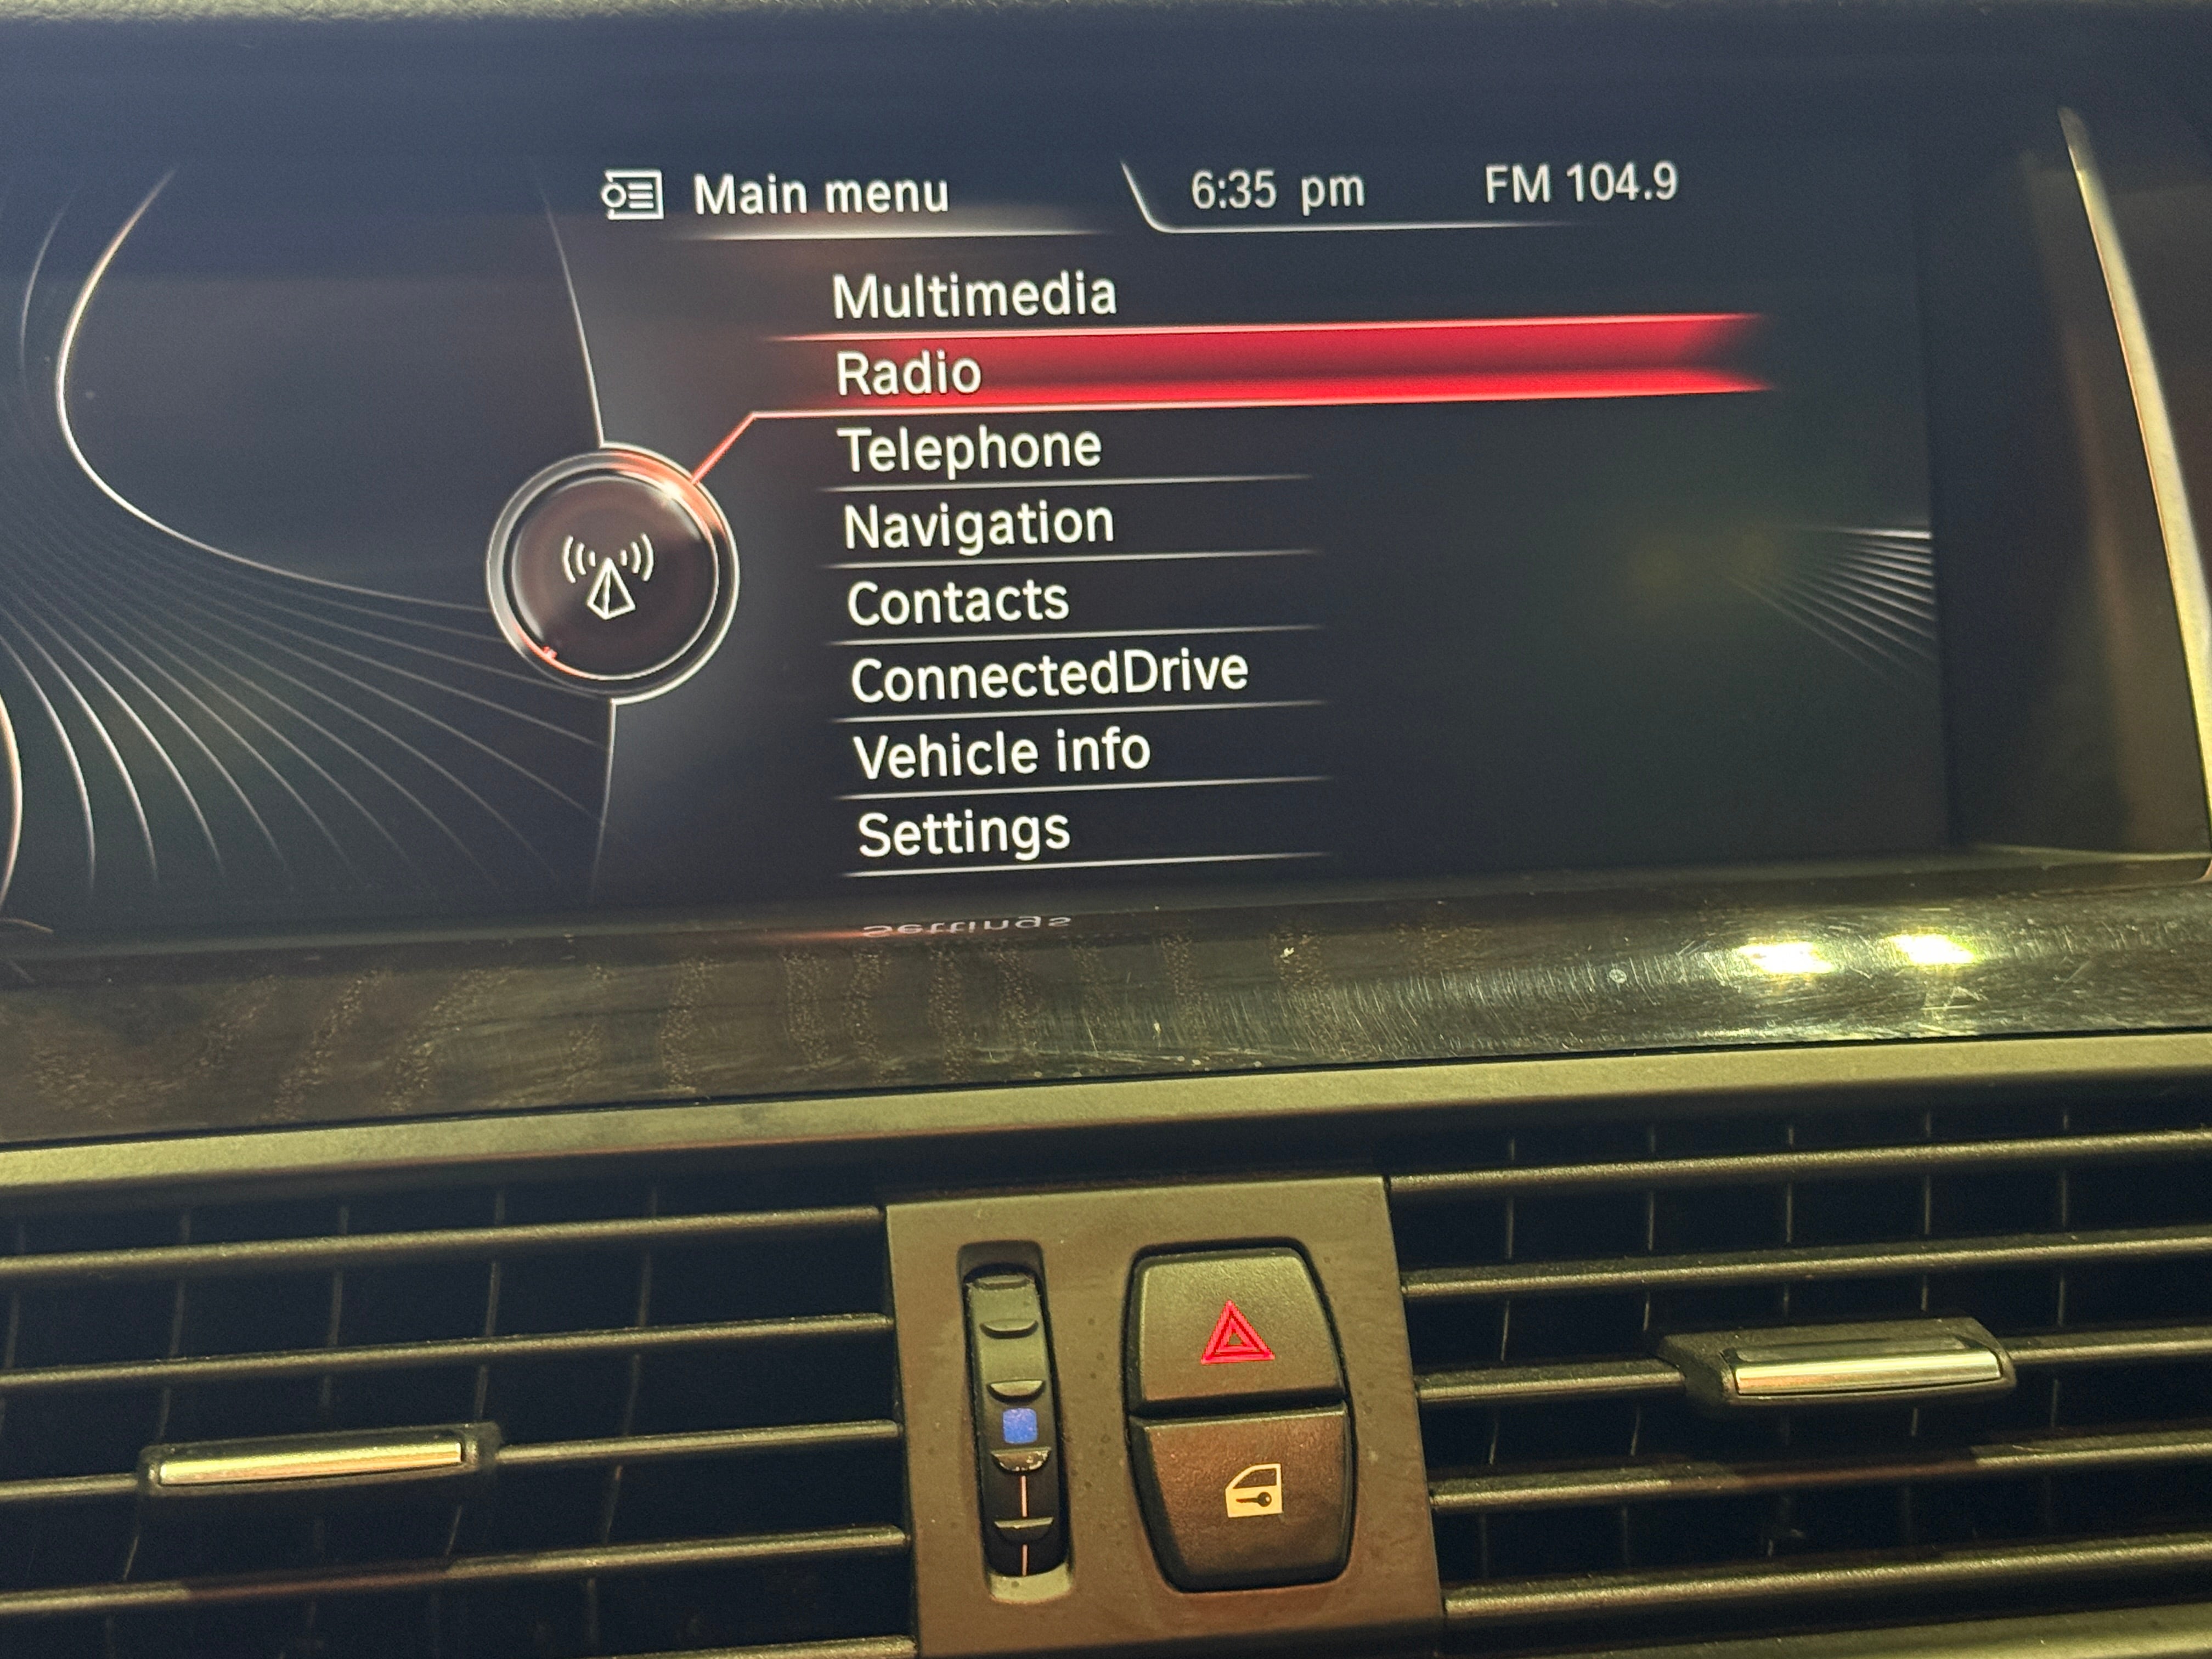 Main menu 6:35 pm FM 104.9
Multimedia
Radio
Telephone
Navigation
Contacts
ConnectedDrive
Vehicle info
Settings